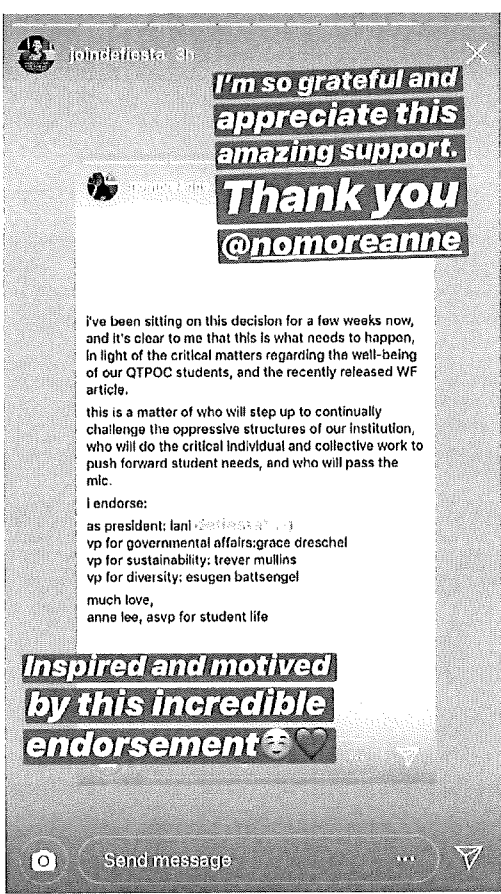 joindefiesta 3h
I'm so grateful and
appreciate this
amazing support.
Thank you
@nomoreanne
i've been sitting on this decision for a few weeks now,
and it's clear to me that this is what needs to happen,
in light of the critical matters regarding the well-being
of our QTPOC students, and the recently released WF
article.
this is a matter of who will step up to continually
challenge the oppressive structures of our institution,
who will do the critical individual and collective work to
push forward student needs, and who will pass the
mic.
i endorse:
as president: lani
vp for governmental affairs:grace dreschel
vp for sustainability: trever mullins
vp for diversity: esugen battsengel
much love,
anne lee, asvp for student life
Inspired and motived
by this incredible
endorsement
Send message